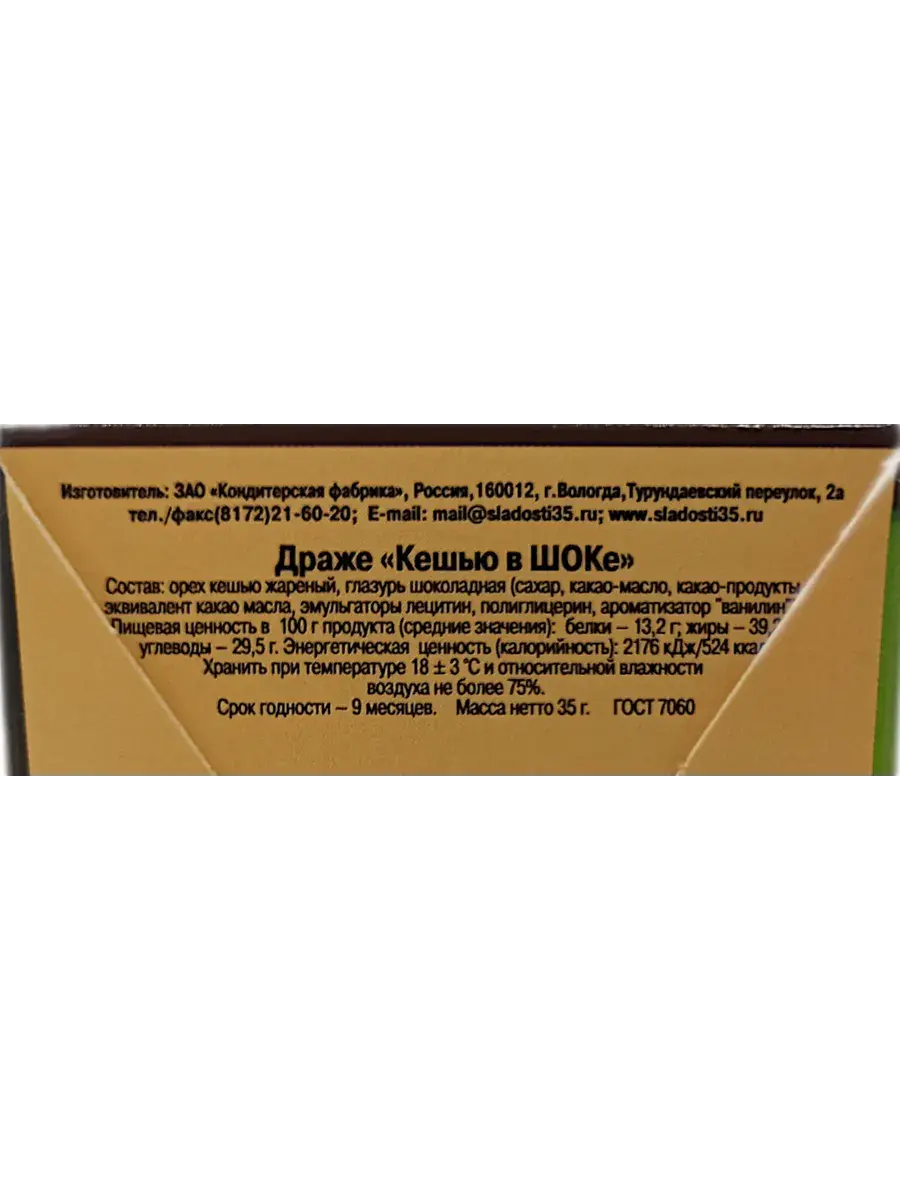 Изготовитель: ЗАО «Кондитерская фабрика», Россия,160012, г.Вологда,Турундаевский переулок, 2а
тел./факс(8172)21-60-20; E-mail: mail@sladosti35.ru; www.sladosti35.ru
Драже «Кешью в ШОКе»
Состав: орех кешью жареный, глазурь шоколадная (сахар, какао-масло, какао-продукты
эквивалент какао масла, эмульгаторы лецитин, полиглицерин, ароматизатор "ванилин"
Пищевая ценность в 100 г продукта (средние значения): белки – 13,2 г; жиры –
углеводы – 29,5 г. Энергетическая ценность (калорийность): 2176 кДж/524 ккал
Хранить при температуре 18 ± 3 °С и относительной влажности
воздуха не более 75%.
Срок годности – 9 месяцев. Масса нетто 35 г. ГОСТ 7060